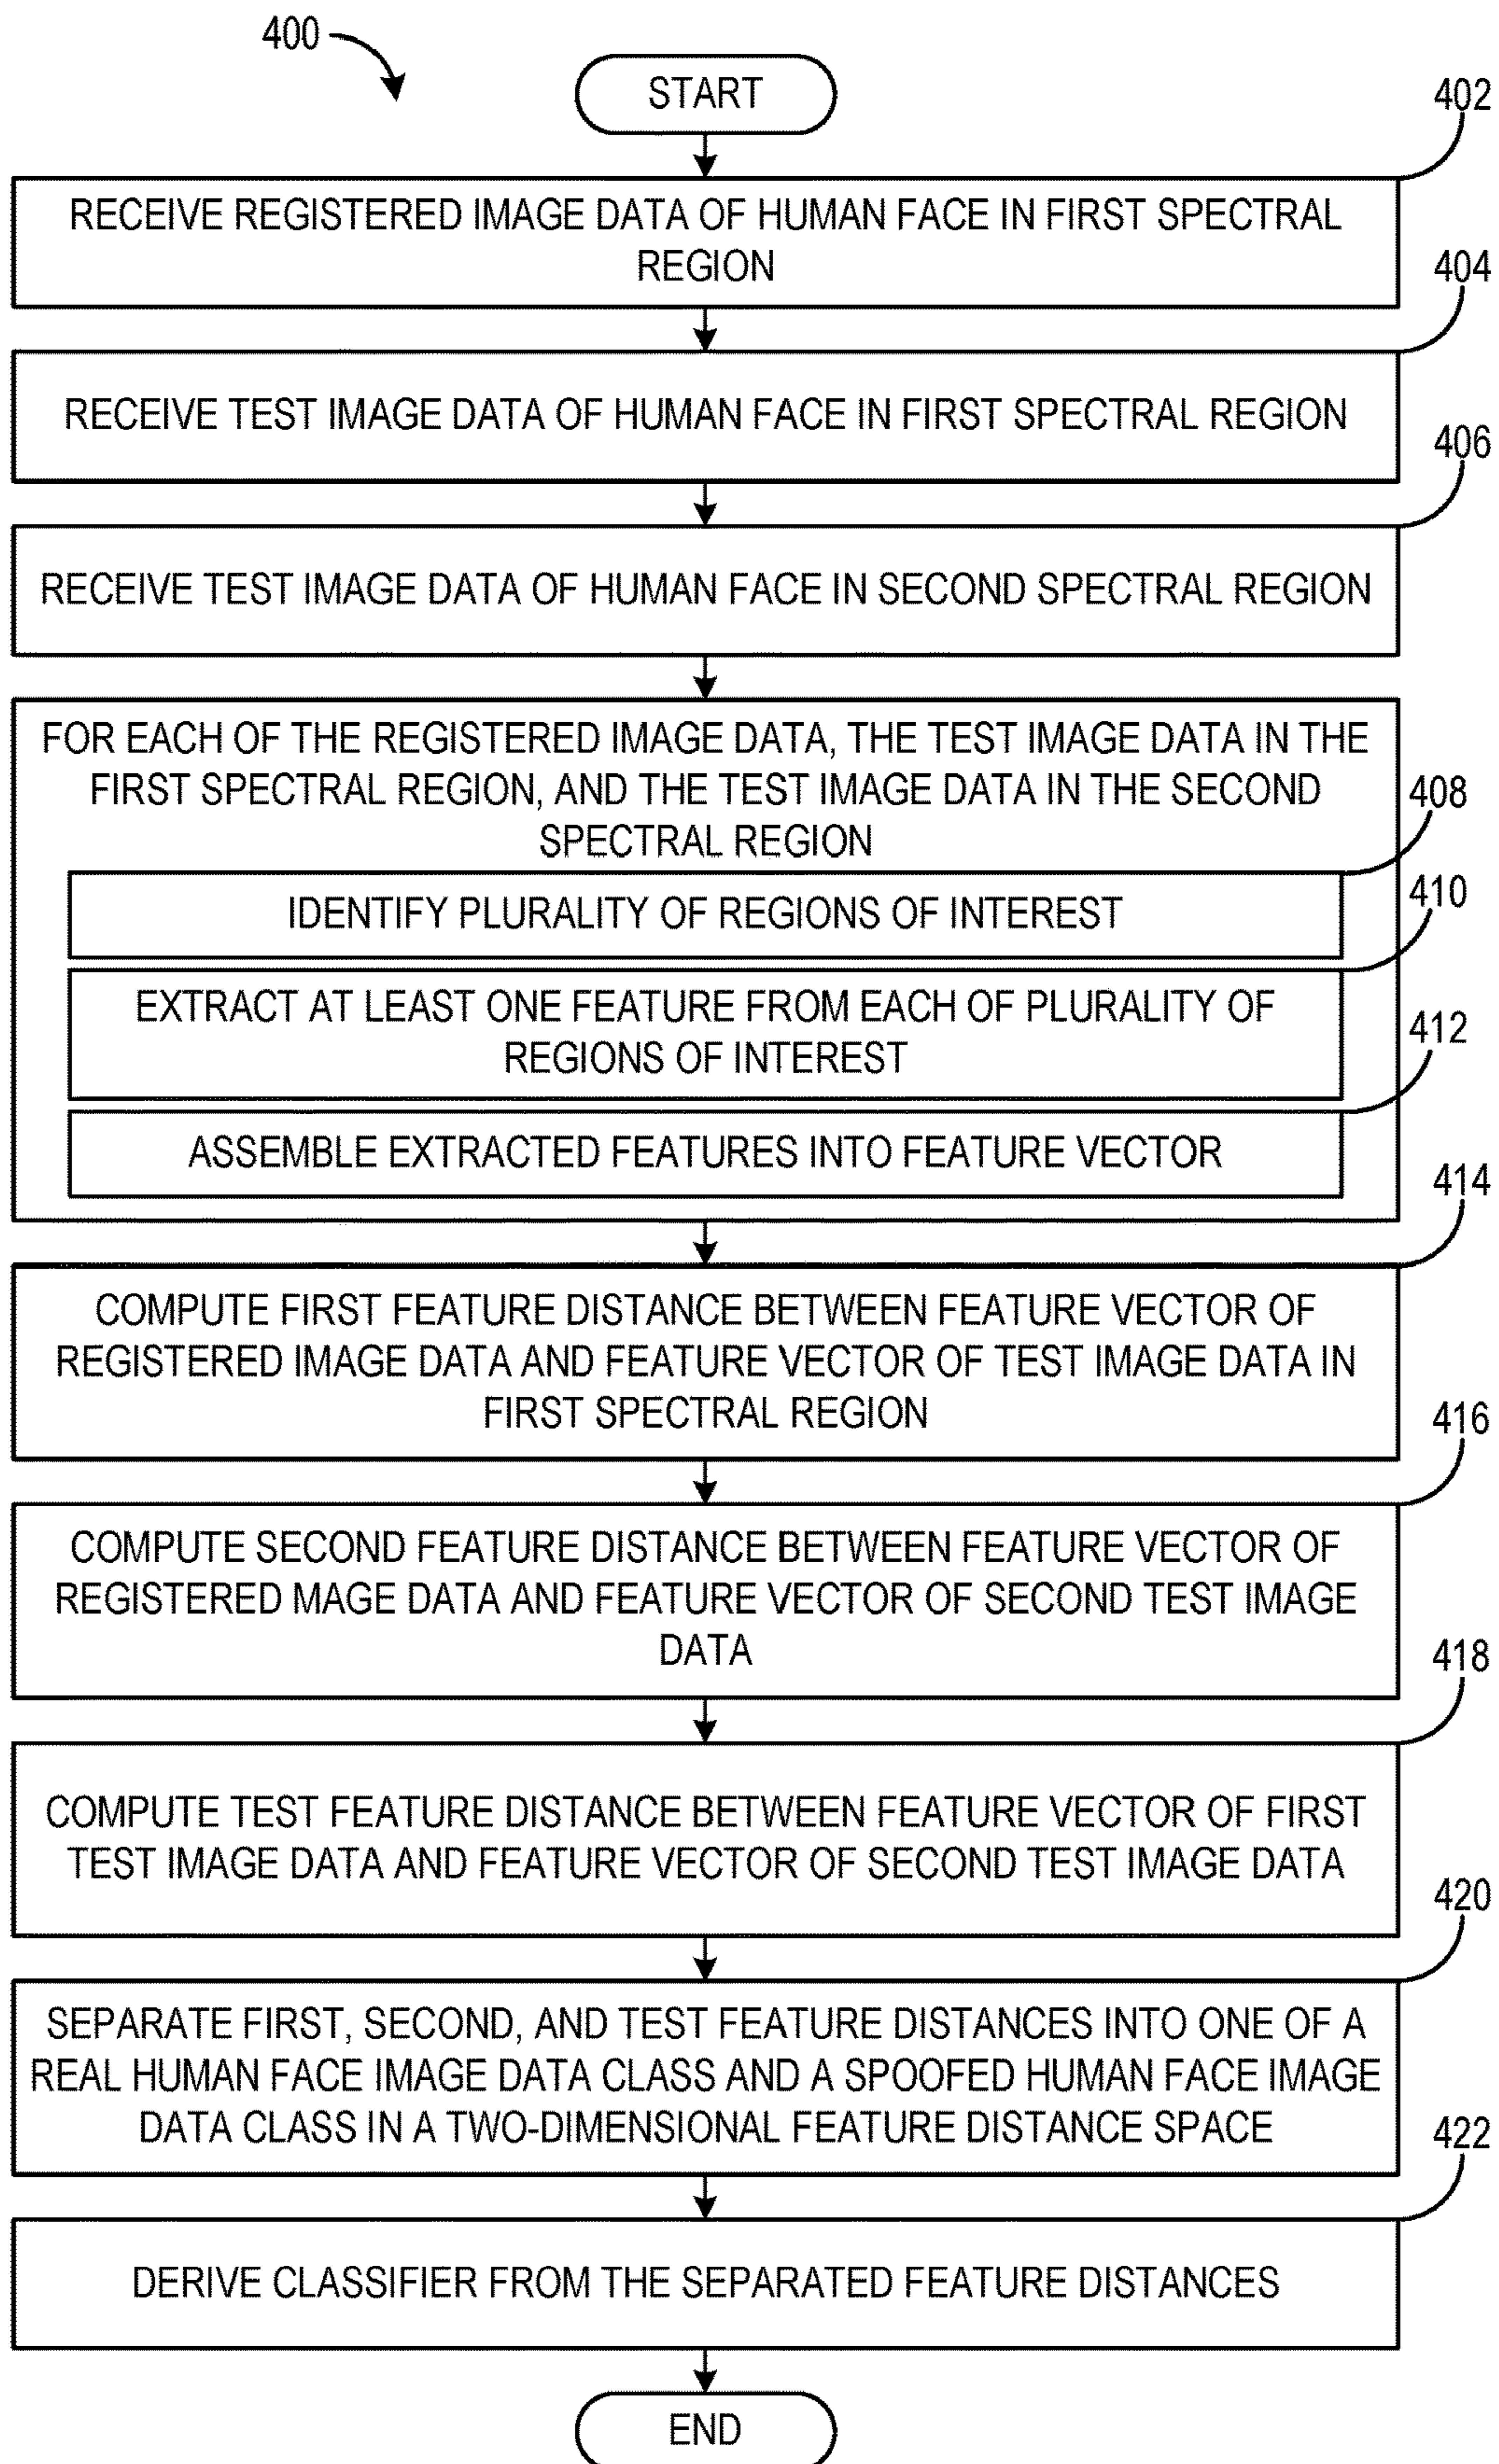 400
START
402
RECEIVE REGISTERED IMAGE DATA OF HUMAN FACE IN FIRST SPECTRAL
REGION
404
RECEIVE TEST IMAGE DATA OF HUMAN FACE IN FIRST SPECTRAL REGION
406
RECEIVE TEST IMAGE DATA OF HUMAN FACE IN SECOND SPECTRAL REGION
FOR EACH OF THE REGISTERED IMAGE DATA, THE TEST IMAGE DATA IN THE
FIRST SPECTRAL REGION, AND THE TEST IMAGE DATA IN THE SECOND
SPECTRAL REGION
408
IDENTIFY PLURALITY OF REGIONS OF INTEREST
410
EXTRACT AT LEAST ONE FEATURE FROM EACH OF PLURALITY OF
REGIONS OF INTEREST
412
ASSEMBLE EXTRACTED FEATURES INTO FEATURE VECTOR
414
COMPUTE FIRST FEATURE DISTANCE BETWEEN FEATURE VECTOR OF
REGISTERED IMAGE DATA AND FEATURE VECTOR OF TEST IMAGE DATA IN
FIRST SPECTRAL REGION
416
COMPUTE SECOND FEATURE DISTANCE BETWEEN FEATURE VECTOR OF
REGISTERED MAGE DATA AND FEATURE VECTOR OF SECOND TEST IMAGE
DATA
418
COMPUTE TEST FEATURE DISTANCE BETWEEN FEATURE VECTOR OF FIRST
TEST IMAGE DATA AND FEATURE VECTOR OF SECOND TEST IMAGE DATA
420
SEPARATE FIRST, SECOND, AND TEST FEATURE DISTANCES INTO ONE OF A
REAL HUMAN FACE IMAGE DATA CLASS AND A SPOOFED HUMAN FACE IMAGE
DATA CLASS IN A TWO-DIMENSIONAL FEATURE DISTANCE SPACE
422
DERIVE CLASSIFIER FROM THE SEPARATED FEATURE DISTANCES
END